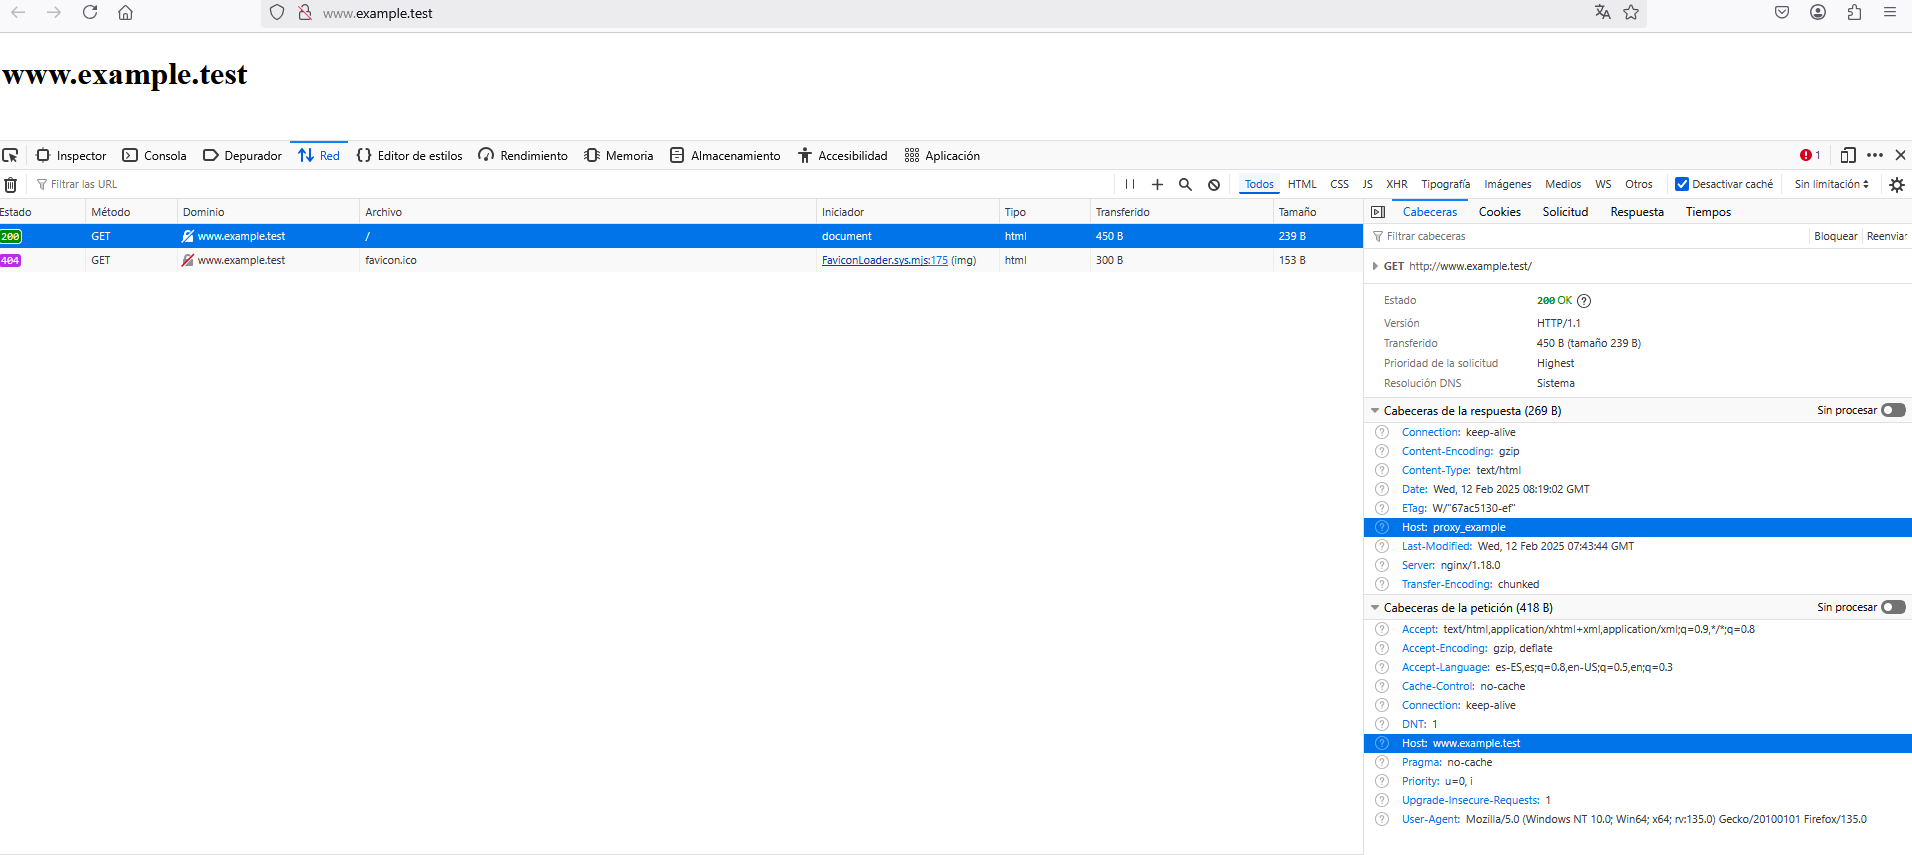 www.example.test
www.example.test
Inspector Consola Depurador Red Editor de estilos Rendimiento Memoria Almacenamiento Accesibilidad Aplicación 1
Filtrar las URL Todos HTML CSS JS XHR Tipografía Imágenes Medios WS Otros Desactivar caché Sin limitación
Estado Método Dominio Archivo Iniciador Tipo Transferido Tamaño
200 GET www.example.test / document html 450 B 239 B
404 GET www.example.test favicon.ico FaviconLoader.sys.mjs:175 (img) html 300 B 153 B
Cabeceras Cookies Solicitud Respuesta Tiempos
Filtrar cabeceras Bloquear Reenviar
GET http://www.example.test/
Estado 200 OK
Versión HTTP/1.1
Transferido 450 B (tamaño 239 B)
Prioridad de la solicitud Highest
Resolución DNS Sistema
Cabeceras de la respuesta (269 B) Sin procesar
Connection: keep-alive
Content-Encoding: gzip
Content-Type: text/html
Date: Wed, 12 Feb 2025 08:19:02 GMT
ETag: W/"67ac5130-ef"
Host: proxy_example
Last-Modified: Wed, 12 Feb 2025 07:43:44 GMT
Server: nginx/1.18.0
Transfer-Encoding: chunked
Cabeceras de la petición (418 B) Sin procesar
Accept: text/html,application/xhtml+xml,application/xml;q=0.9,*/*;q=0.8
Accept-Encoding: gzip, deflate
Accept-Language: es-ES,es;q=0.8,en-US;q=0.5,en;q=0.3
Cache-Control: no-cache
Connection: keep-alive
DNT: 1
Host: www.example.test
Pragma: no-cache
Priority: u=0, i
Upgrade-Insecure-Requests: 1
User-Agent: Mozilla/5.0 (Windows NT 10.0; Win64; x64; rv:135.0) Gecko/20100101 Firefox/135.0